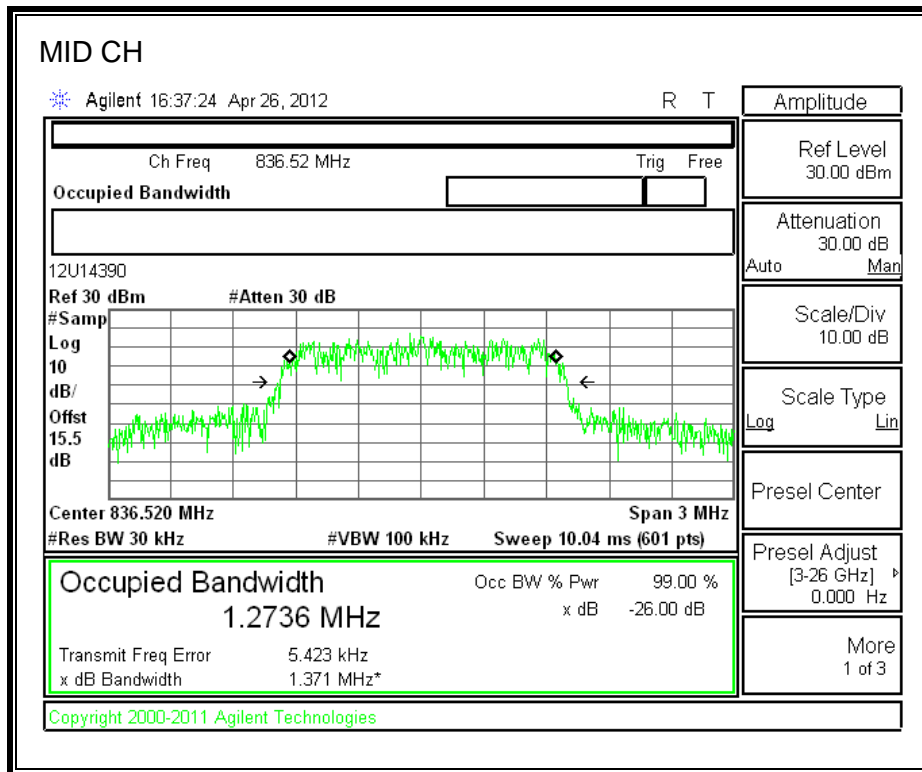 MID CH
Agilent 16:37:24 Apr 26, 2012 R T
Ch Freq 836.52 MHz Trig Free
Occupied Bandwidth
12U14390
Ref 30 dBm #Atten 30 dB
#Samp
Log
10
dB/
Offst
15.5
dB
Center 836.520 MHz Span 3 MHz
#Res BW 30 kHz #VBW 100 kHz Sweep 10.04 ms (601 pts)
Occupied Bandwidth Occ BW % Pwr 99.00 %
1.2736 MHz x dB -26.00 dB
Transmit Freq Error 5.423 kHz
x dB Bandwidth 1.371 MHz*
Copyright 2000-2011 Agilent Technologies
Amplitude
Ref Level
30.00 dBm
Attenuation
30.00 dB
Auto Man
Scale/Div
10.00 dB
Scale Type
Log Lin
Presel Center
Presel Adjust
[3-26 GHz]
0.000 Hz
More
1 of 3